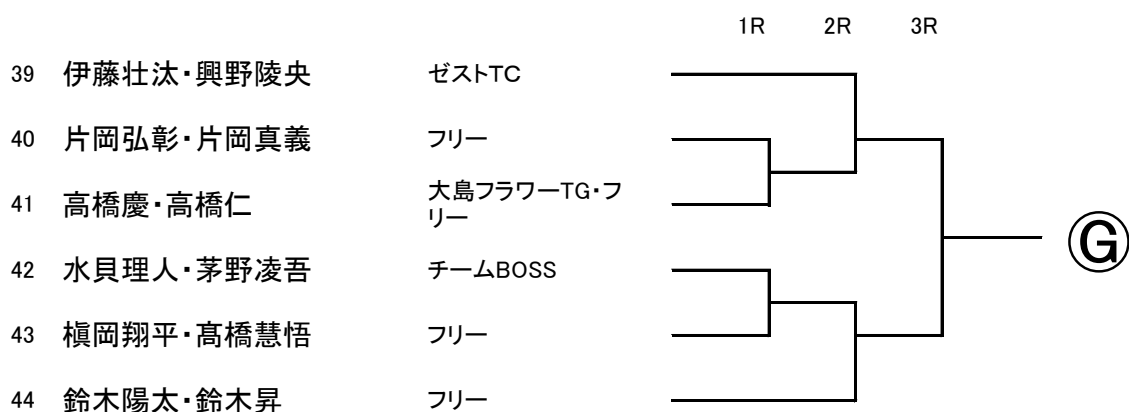 1R 2R 3R
39 伊藤壮汰・興野陵央 ゼストTC
40 片岡弘彰・片岡真義 フリー
41 高橋慶・高橋仁 大島フラワーTG・フ
リー
Ⓖ
42 水貝理人・茅野凌吾 チームBOSS
43 槇岡翔平・髙橋慧悟 フリー
44 鈴木陽太・鈴木昇 フリー